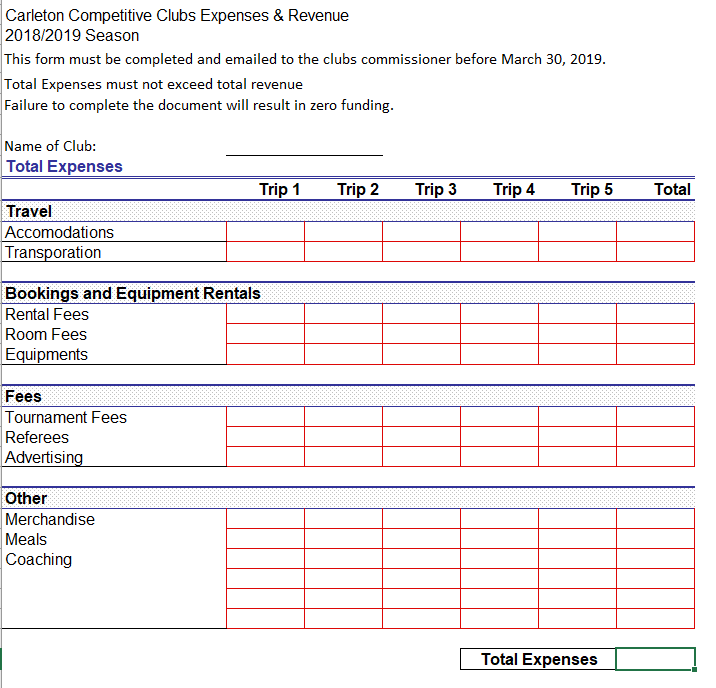 Carleton Competitive Clubs Expenses & Revenue
2018/2019 Season
This form must be completed and emailed to the clubs commissioner before March 30, 2019.
Total Expenses must not exceed total revenue
Failure to complete the document will result in zero funding.
Name of Club:
Total Expenses
Trip 1 Trip 2 Trip 3 Trip 4 Trip 5 Total
Travel
Accomodations
Transporation
Bookings and Equipment Rentals
Rental Fees
Room Fees
Equipments
Fees
Tournament Fees
Referees
Advertising
Other
Merchandise
Meals
Coaching
Total Expenses